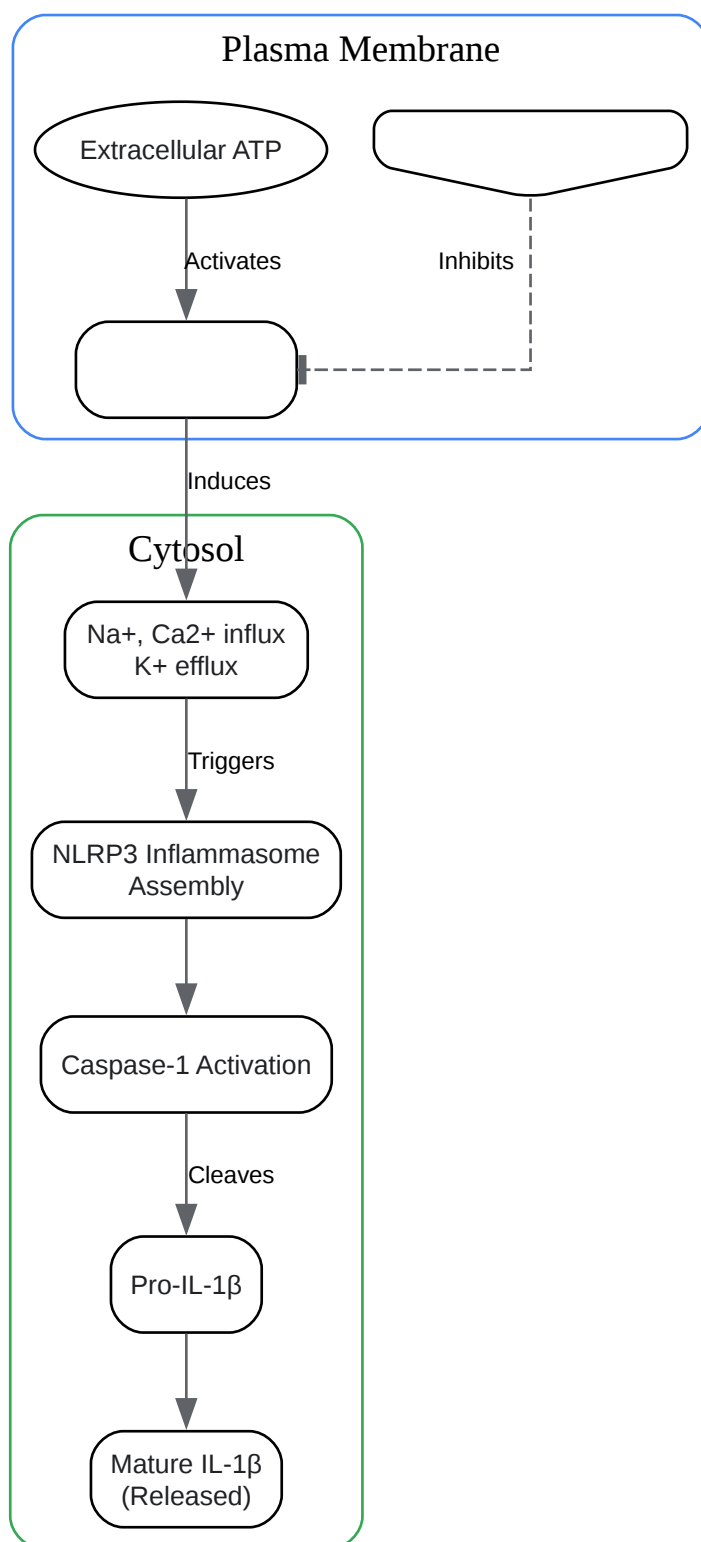 Plasma Membrane
Extracellular ATP
Activates
Inhibits
Induces
Cytosol
Na+, Ca2+ influx
K+ efflux
Triggers
NLRP3 Inflammasome
Assembly
Caspase-1 Activation
Cleaves
Pro-IL-1β
Mature IL-1β
(Released)